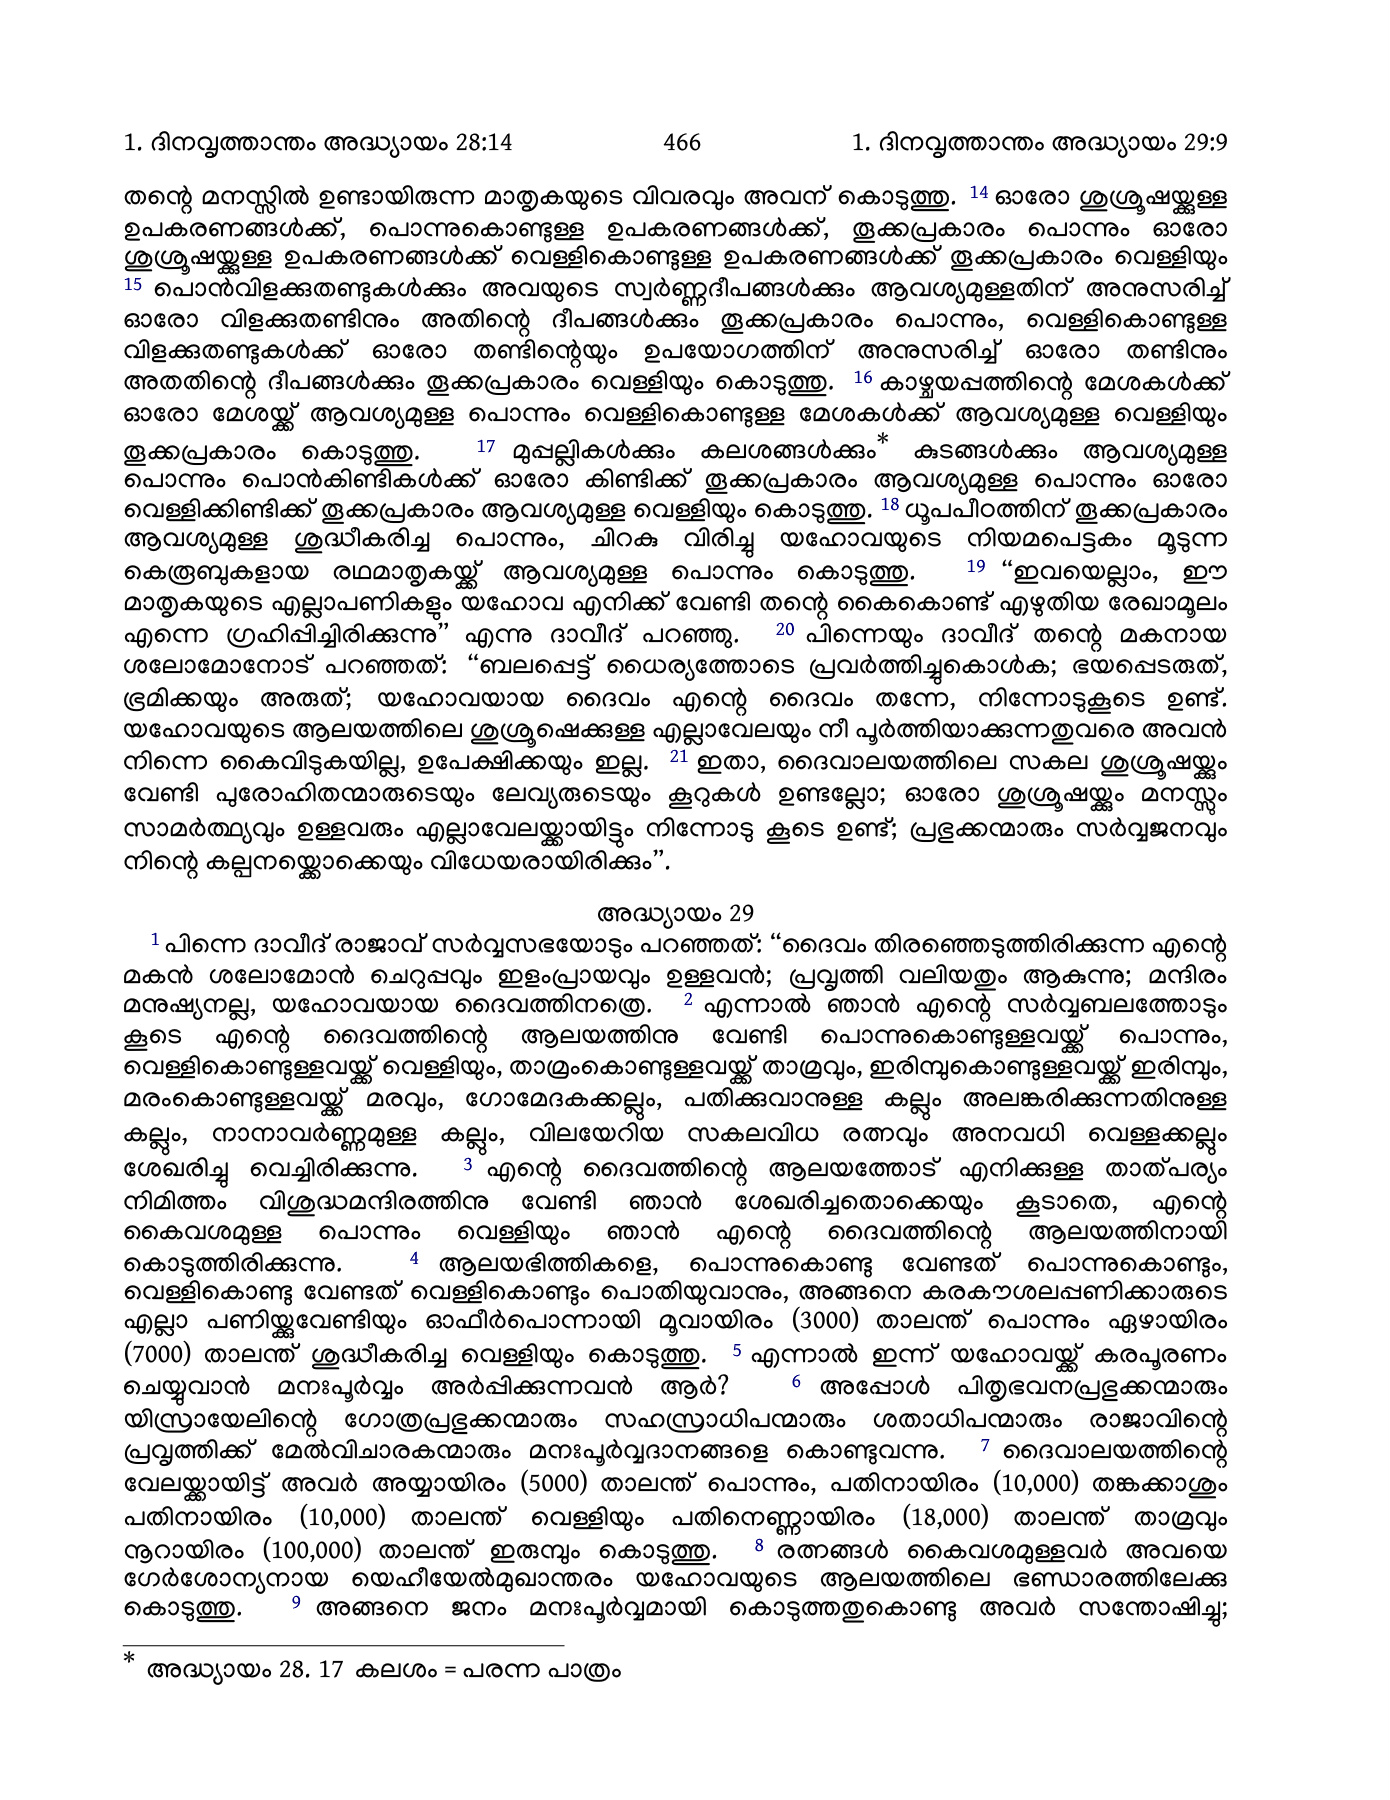 1. ദിനവൃത്താന്തം അദ്ധ്യായം 28:14 466 1. ദിനവൃത്താന്തം അദ്ധ്യായം 29:9
തന്റെ മനസ്സിൽ ഉണ്ടായിരുന്ന മാതൃകയുടെ വിവരവും അവന് കൊടുത്തു. 14 ഓരോ ശുശ്രൂഷയ്ക്കുള്ള
ഉപകരണങ്ങൾക്ക്, പൊന്നുകൊണ്ടുള്ള ഉപകരണങ്ങൾക്ക്, തൂക്കപ്രകാരം പൊന്നും ഓരോ
ശുശ്രൂഷയ്ക്കുള്ള ഉപകരണങ്ങൾക്ക് വെള്ളികൊണ്ടുള്ള ഉപകരണങ്ങൾക്ക് തൂക്കപ്രകാരം വെള്ളിയും
15 പൊൻവിളക്കുതണ്ടുകൾക്കും അവയുടെ സ്വർണ്ണദീപങ്ങൾക്കും ആവശ്യമുള്ളതിന് അനുസരിച്ച്
ഓരോ വിളക്കുതണ്ടിനും അതിന്റെ ദീപങ്ങൾക്കും തൂക്കപ്രകാരം പൊന്നും, വെള്ളികൊണ്ടുള്ള
വിളക്കുതണ്ടുകൾക്ക് ഓരോ തണ്ടിന്റെയും ഉപയോഗത്തിന് അനുസരിച്ച് ഓരോ തണ്ടിനും
അതതിന്റെ ദീപങ്ങൾക്കും തൂക്കപ്രകാരം വെള്ളിയും കൊടുത്തു. 16 കാഴ്ചയപ്പത്തിന്റെ മേശകൾക്ക്
ഓരോ മേശയ്ക്ക് ആവശ്യമുള്ള പൊന്നും വെള്ളികൊണ്ടുള്ള മേശകൾക്ക് ആവശ്യമുള്ള വെള്ളിയും
തൂക്കപ്രകാരം കൊടുത്തു. 17 മുപ്പല്ലികൾക്കും കലശങ്ങൾക്കും* കുടങ്ങൾക്കും ആവശ്യമുള്ള
പൊന്നും പൊൻകിണ്ടികൾക്ക് ഓരോ കിണ്ടിക്ക് തൂക്കപ്രകാരം ആവശ്യമുള്ള പൊന്നും ഓരോ
വെള്ളിക്കിണ്ടിക്ക് തൂക്കപ്രകാരം ആവശ്യമുള്ള വെള്ളിയും കൊടുത്തു. 18 ധൂപപീഠത്തിന് തൂക്കപ്രകാരം
ആവശ്യമുള്ള ശുദ്ധീകരിച്ച പൊന്നും, ചിറകു വിരിച്ചു യഹോവയുടെ നിയമപെട്ടകം മൂടുന്ന
കെരൂബുകളായ രഥമാതൃകയ്ക്ക് ആവശ്യമുള്ള പൊന്നും കൊടുത്തു. 19 “ഇവയെല്ലാം, ഈ
മാതൃകയുടെ എല്ലാപണികളും യഹോവ എനിക്ക് വേണ്ടി തന്റെ കൈകൊണ്ട് എഴുതിയ രേഖാമൂലം
എന്നെ ഗ്രഹിപ്പിച്ചിരിക്കുന്നു” എന്നു ദാവീദ് പറഞ്ഞു. 20 പിന്നെയും ദാവീദ് തന്റെ മകനായ
ശലോമോനോട് പറഞ്ഞത്: “ബലപ്പെട്ട് ധൈര്യത്തോടെ പ്രവർത്തിച്ചുകൊൾക; ഭയപ്പെടരുത്,
ഭ്രമിക്കയും അരുത്; യഹോവയായ ദൈവം എന്റെ ദൈവം തന്നേ, നിന്നോടുകൂടെ ഉണ്ട്.
യഹോവയുടെ ആലയത്തിലെ ശുശ്രൂഷെക്കുള്ള എല്ലാവേലയും നീ പൂർത്തിയാക്കുന്നതുവരെ അവൻ
നിന്നെ കൈവിടുകയില്ല, ഉപേക്ഷിക്കയും ഇല്ല. 21 ഇതാ, ദൈവാലയത്തിലെ സകല ശുശ്രൂഷയ്ക്കും
വേണ്ടി പുരോഹിതന്മാരുടെയും ലേവ്യരുടെയും കൂറുകൾ ഉണ്ടല്ലോ; ഓരോ ശുശ്രൂഷയ്ക്കും മനസ്സും
സാമർത്ഥ്യവും ഉള്ളവരും എല്ലാവേലയ്ക്കായിട്ടും നിന്നോടു കൂടെ ഉണ്ട്; പ്രഭുക്കന്മാരും സർവ്വജനവും
നിന്റെ കല്പനയ്ക്കൊക്കെയും വിധേയരായിരിക്കും”.
അദ്ധ്യായം 29
1 പിന്നെ ദാവീദ് രാജാവ് സർവ്വസഭയോടും പറഞ്ഞത്: “ദൈവം തിരഞ്ഞെടുത്തിരിക്കുന്ന എന്റെ
മകൻ ശലോമോൻ ചെറുപ്പവും ഇളംപ്രായവും ഉള്ളവൻ; പ്രവൃത്തി വലിയതും ആകുന്നു; മന്ദിരം
മനുഷ്യനല്ല, യഹോവയായ ദൈവത്തിനത്രെ. 2 എന്നാൽ ഞാൻ എന്റെ സർവ്വബലത്തോടും
കൂടെ എന്റെ ദൈവത്തിന്റെ ആലയത്തിനു വേണ്ടി പൊന്നുകൊണ്ടുള്ളവയ്ക്ക് പൊന്നും,
വെള്ളികൊണ്ടുള്ളവയ്ക്ക് വെള്ളിയും, താമ്രംകൊണ്ടുള്ളവയ്ക്ക് താമ്രവും, ഇരിമ്പുകൊണ്ടുള്ളവയ്ക്ക് ഇരിമ്പും,
മരംകൊണ്ടുള്ളവയ്ക്ക് മരവും, ഗോമേദകക്കല്ലും, പതിക്കുവാനുള്ള കല്ലും അലങ്കരിക്കുന്നതിനുള്ള
കല്ലും, നാനാവർണ്ണമുള്ള കല്ലും, വിലയേറിയ സകലവിധ രത്നവും അനവധി വെള്ളക്കല്ലും
ശേഖരിച്ചു വെച്ചിരിക്കുന്നു. 3 എന്റെ ദൈവത്തിന്റെ ആലയത്തോട് എനിക്കുള്ള താത്പര്യം
നിമിത്തം വിശുദ്ധമന്ദിരത്തിനു വേണ്ടി ഞാൻ ശേഖരിച്ചതൊക്കെയും കൂടാതെ, എന്റെ
കൈവശമുള്ള പൊന്നും വെള്ളിയും ഞാൻ എന്റെ ദൈവത്തിന്റെ ആലയത്തിനായി
കൊടുത്തിരിക്കുന്നു. 4 ആലയഭിത്തികളെ, പൊന്നുകൊണ്ടു വേണ്ടത് പൊന്നുകൊണ്ടും,
വെള്ളികൊണ്ടു വേണ്ടത് വെള്ളികൊണ്ടും പൊതിയുവാനും, അങ്ങനെ കരകൗശലപ്പണിക്കാരുടെ
എല്ലാ പണിയ്ക്കുവേണ്ടിയും ഓഫീർപൊന്നായി മൂവായിരം (3000) താലന്ത് പൊന്നും ഏഴായിരം
(7000) താലന്ത് ശുദ്ധീകരിച്ച വെള്ളിയും കൊടുത്തു. 5 എന്നാൽ ഇന്ന് യഹോവയ്ക്ക് കരപൂരണം
ചെയ്യുവാൻ മനഃപൂർവ്വം അർപ്പിക്കുന്നവൻ ആർ? 6 അപ്പോൾ പിതൃഭവനപ്രഭുക്കന്മാരും
യിസ്രായേലിന്റെ ഗോത്രപ്രഭുക്കന്മാരും സഹസ്രാധിപന്മാരും ശതാധിപന്മാരും രാജാവിന്റെ
പ്രവൃത്തിക്ക് മേൽവിചാരകന്മാരും മനഃപൂർവ്വദാനങ്ങളെ കൊണ്ടുവന്നു. 7 ദൈവാലയത്തിന്റെ
വേലയ്ക്കായിട്ട് അവർ അയ്യായിരം (5000) താലന്ത് പൊന്നും, പതിനായിരം (10,000) തങ്കക്കാശും
പതിനായിരം (10,000) താലന്ത് വെള്ളിയും പതിനെണ്ണായിരം (18,000) താലന്ത് താമ്രവും
നൂറായിരം (100,000) താലന്ത് ഇരുമ്പും കൊടുത്തു. 8 രത്നങ്ങൾ കൈവശമുള്ളവർ അവയെ
ഗേർശോന്യനായ യെഹീയേൽമുഖാന്തരം യഹോവയുടെ ആലയത്തിലെ ഭണ്ഡാരത്തിലേക്കു
കൊടുത്തു. 9 അങ്ങനെ ജനം മനഃപൂർവ്വമായി കൊടുത്തതുകൊണ്ടു അവർ സന്തോഷിച്ചു;
* അദ്ധ്യായം 28. 17 കലശം = പരന്ന പാത്രം